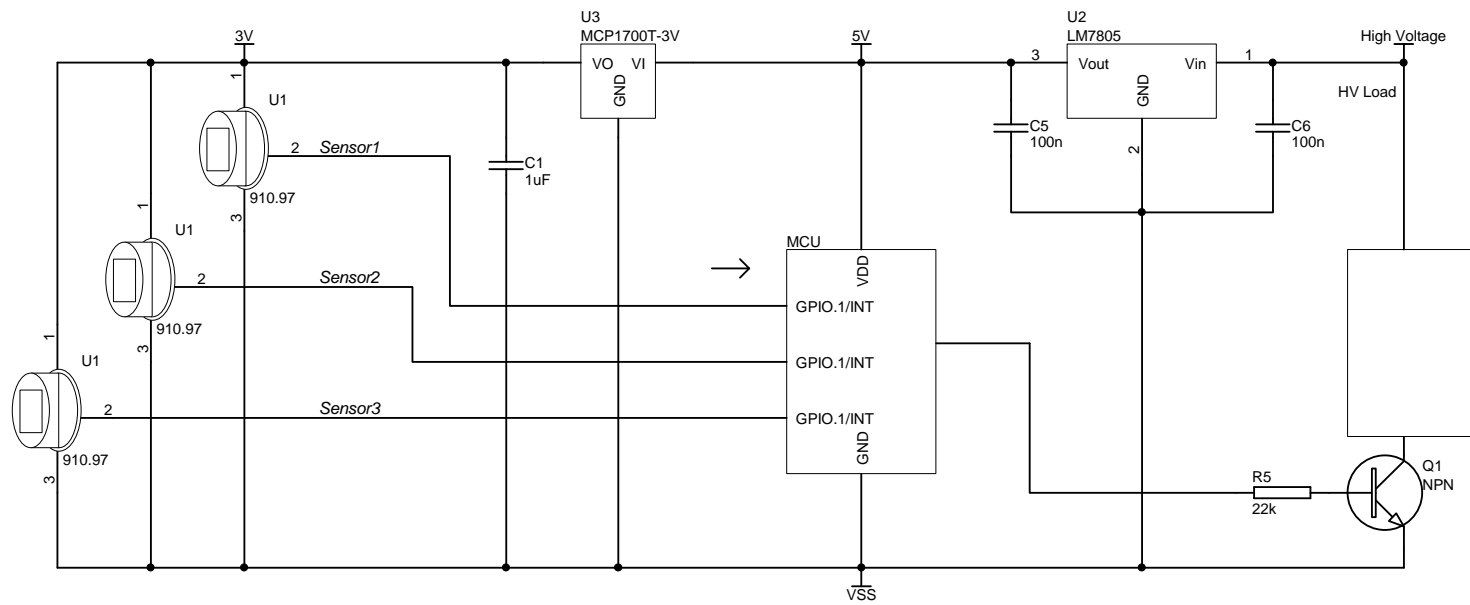 U3
MCP1700T-3V
U2
LM7805
3V
5V
High Voltage
VO VI
GND
3
Vout Vin
GND
1
HV Load
1
U1
2 Sensor1
910.97
3
C1
1uF
C5
100n
2
C6
100n
1
U1
2 Sensor2
910.97
3
MCU
VDD
GPIO.1/INT
GPIO.1/INT
GPIO.1/INT
GND
1
U1
2 Sensor3
910.97
3
R5
22k
Q1
NPN
VSS